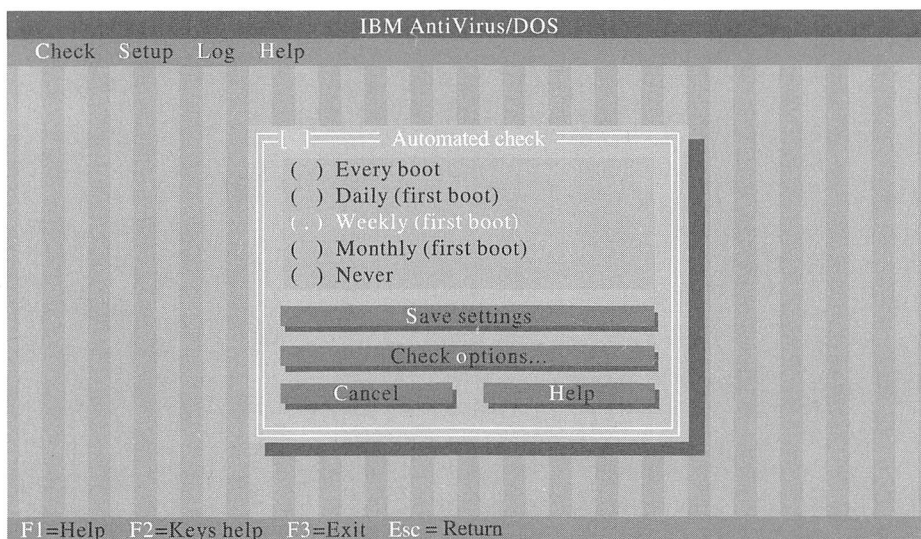 IBM AntiVirus/DOS
Check Setup Log Help
[ ] Automated check
( ) Every boot
( ) Daily (first boot)
(.) Weekly (first boot)
( ) Monthly (first boot)
( ) Never
Save settings
Check options...
Cancel Help
F1=Help F2=Keys help F3=Exit Esc = Return